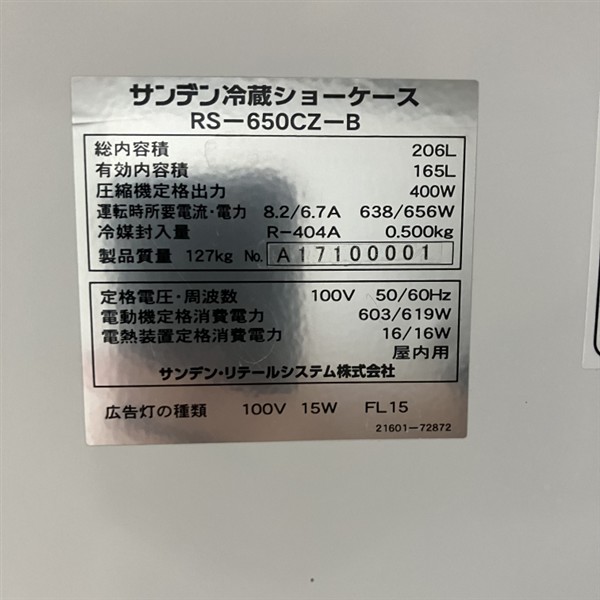 サンデン冷蔵ショーケース
RS-650CZ-B
総内容積 206L
有効内容積 165L
圧縮機定格出力 400W
運転時所要電流・電力 8.2/6.7A 638/656W
冷媒封入量 R-404A 0.500kg
製品質量 127kg No. A17100001
定格電圧・周波数 100V 50/60Hz
電動機定格消費電力 603/619W
電熱装置定格消費電力 16/16W
屋内用
サンデン・リテールシステム株式会社
広告灯の種類 100V 15W FL15
21601-72872